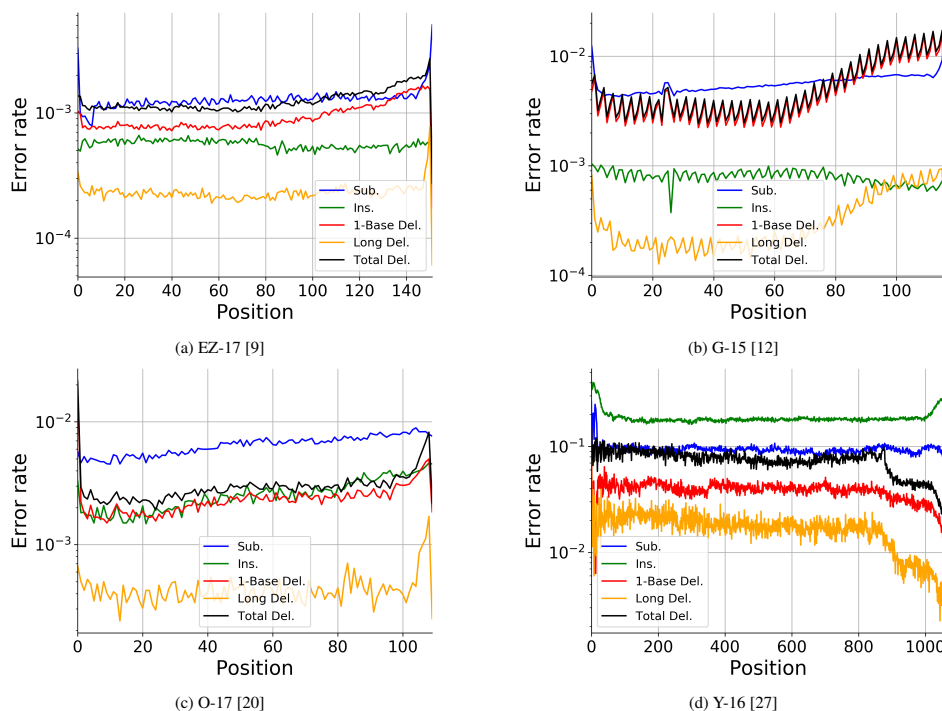 Error rate
10⁻³
10⁻⁴
Sub.
Ins.
1-Base Del.
Long Del.
Total Del.
0 20 40 60 80 100 120 140
Position
(a) EZ-17 [9]
Error rate
10⁻²
10⁻³
10⁻⁴
Sub.
Ins.
1-Base Del.
Long Del.
Total Del.
0 20 40 60 80 100
Position
(b) G-15 [12]
Error rate
10⁻²
10⁻³
Sub.
Ins.
1-Base Del.
Long Del.
Total Del.
0 20 40 60 80 100
Position
(c) O-17 [20]
Error rate
10⁻¹
10⁻²
Sub.
Ins.
1-Base Del.
Long Del.
Total Del.
0 200 400 600 800 1000
Position
(d) Y-16 [27]